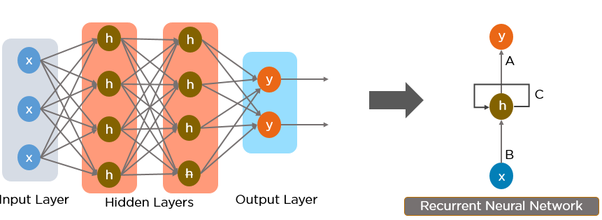 x
x
x
h
h
h
h
h
h
h
h
y
y
Input Layer
Hidden Layers
Output Layer
y
A
h
C
B
x
Recurrent Neural Network